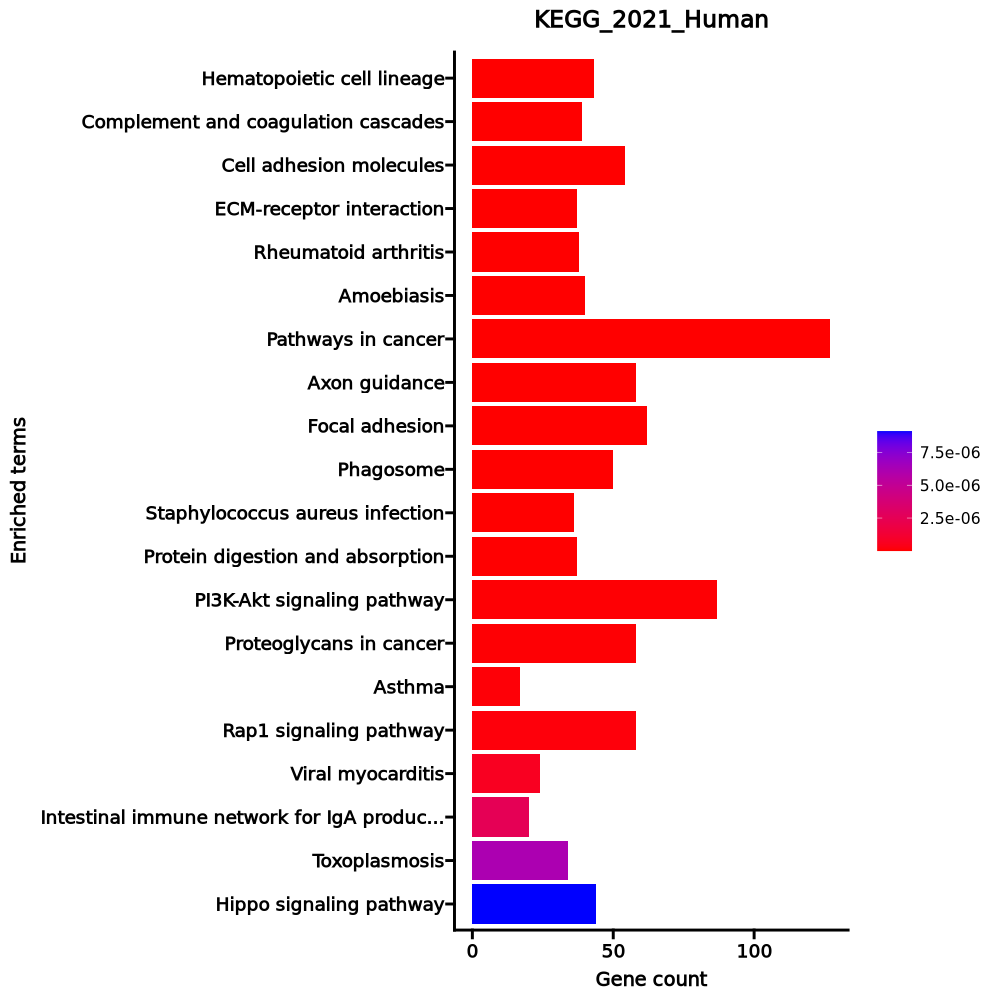 KEGG_2021_Human
Hematopoietic cell lineage
Complement and coagulation cascades
Cell adhesion molecules
ECM-receptor interaction
Rheumatoid arthritis
Amoebiasis
Pathways in cancer
Axon guidance
Focal adhesion
Phagosome
Staphylococcus aureus infection
Protein digestion and absorption
PI3K-Akt signaling pathway
Proteoglycans in cancer
Asthma
Rap1 signaling pathway
Viral myocarditis
Intestinal immune network for IgA produc...
Toxoplasmosis
Hippo signaling pathway
Enriched terms
0 50 100
Gene count
7.5e-06
5.0e-06
2.5e-06